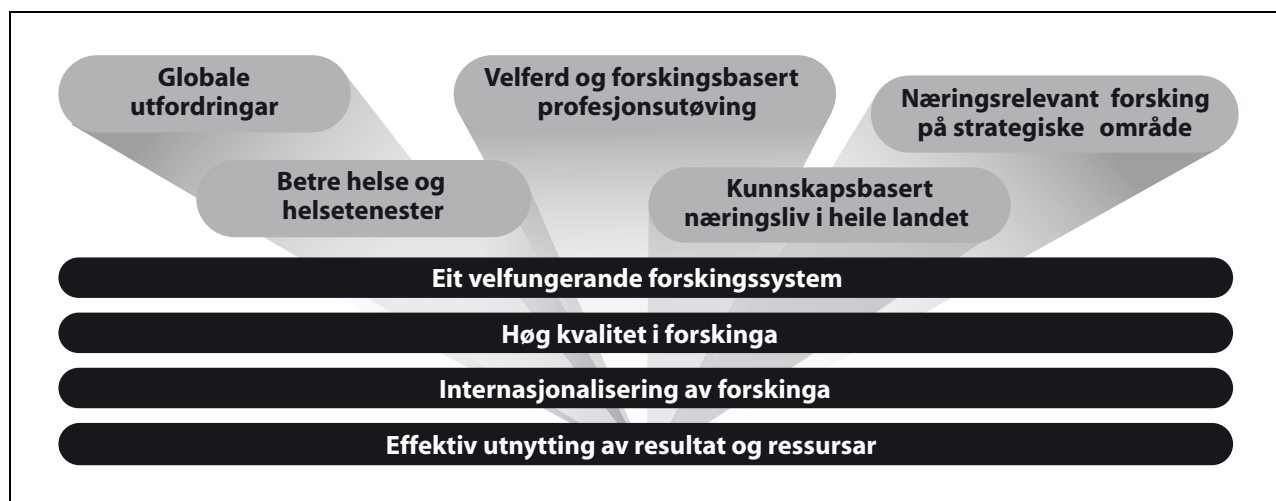 Globale
utfordringar
Velferd og forskingsbasert
profesjonsutøving
Næringsrelevant forsking
på strategiske område
Betre helse og
helsetenester
Kunnskapsbasert
næringsliv i heile landet
Eit velfungerande forskingssystem
Høg kvalitet i forskinga
Internasjonalisering av forskinga
Effektiv utnytting av resultat og ressursar